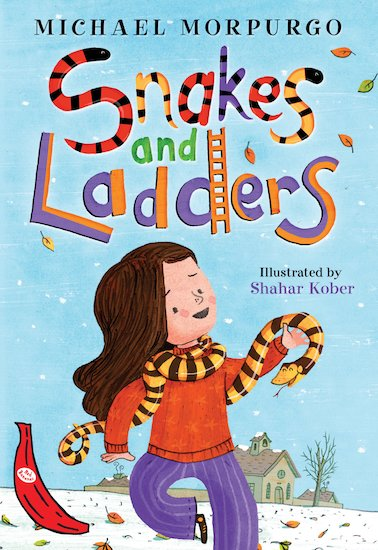 MICHAEL MORPURGO
Snakes
and
Ladders
Illustrated by
Shahar Kober